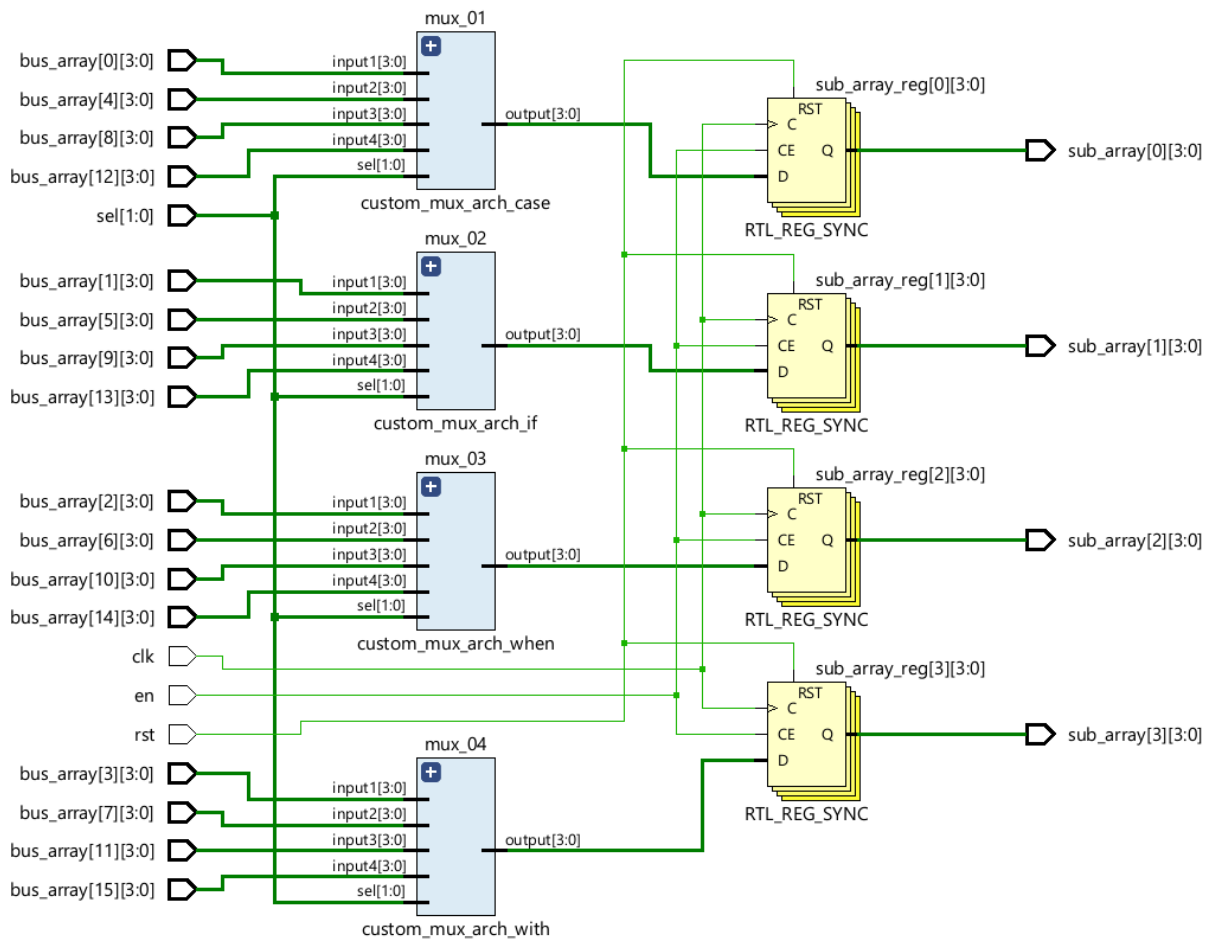 mux_01
bus_array[0][3:0]
input1[3:0]
bus_array[4][3:0]
input2[3:0]
bus_array[8][3:0]
input3[3:0]
output[3:0]
bus_array[12][3:0]
input4[3:0]
sel[1:0]
custom_mux_arch_case
sel[1:0]
sub_array_reg[0][3:0]
RST
C
CE
Q
D
RTL_REG_SYNC
sub_array[0][3:0]
mux_02
bus_array[1][3:0]
input1[3:0]
bus_array[5][3:0]
input2[3:0]
bus_array[9][3:0]
input3[3:0]
output[3:0]
bus_array[13][3:0]
input4[3:0]
sel[1:0]
custom_mux_arch_if
sub_array_reg[1][3:0]
RST
C
CE
Q
D
RTL_REG_SYNC
sub_array[1][3:0]
mux_03
bus_array[2][3:0]
input1[3:0]
bus_array[6][3:0]
input2[3:0]
bus_array[10][3:0]
input3[3:0]
output[3:0]
bus_array[14][3:0]
input4[3:0]
sel[1:0]
custom_mux_arch_when
sub_array_reg[2][3:0]
RST
C
CE
Q
D
RTL_REG_SYNC
sub_array[2][3:0]
clk
en
rst
mux_04
bus_array[3][3:0]
input1[3:0]
bus_array[7][3:0]
input2[3:0]
bus_array[11][3:0]
input3[3:0]
output[3:0]
bus_array[15][3:0]
input4[3:0]
sel[1:0]
custom_mux_arch_with
sub_array_reg[3][3:0]
RST
C
CE
Q
D
RTL_REG_SYNC
sub_array[3][3:0]